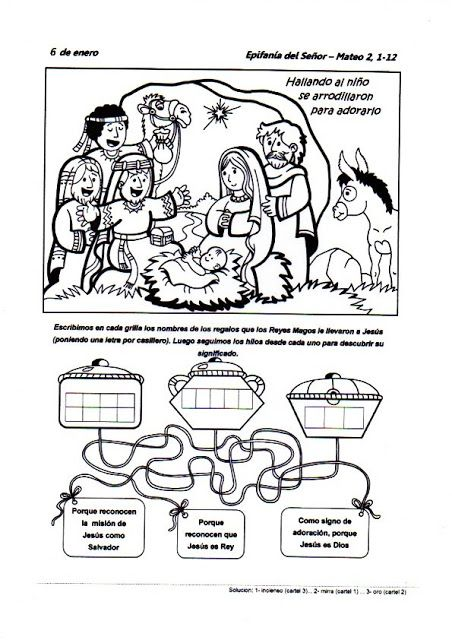 6 de enero
Epifanía del Señor – Mateo 2, 1-12
Hallando al niño
se arrodillaron
para adorarlo
Escribimos en cada grilla los nombres de los regalos que los Reyes Magos le llevaron a Jesús
(poniendo una letra por casillero). Luego seguimos los hilos desde cada uno para descubrir su
significado.
Porque reconocen
la misión de
Jesús como
Salvador
Porque
reconocen que
Jesús es Rey
Como signo de
adoración, porque
Jesús es Dios
Solución: 1- incienso (cartel 3)... 2- mirra (cartel 1) ... 3- oro (cartel 2)